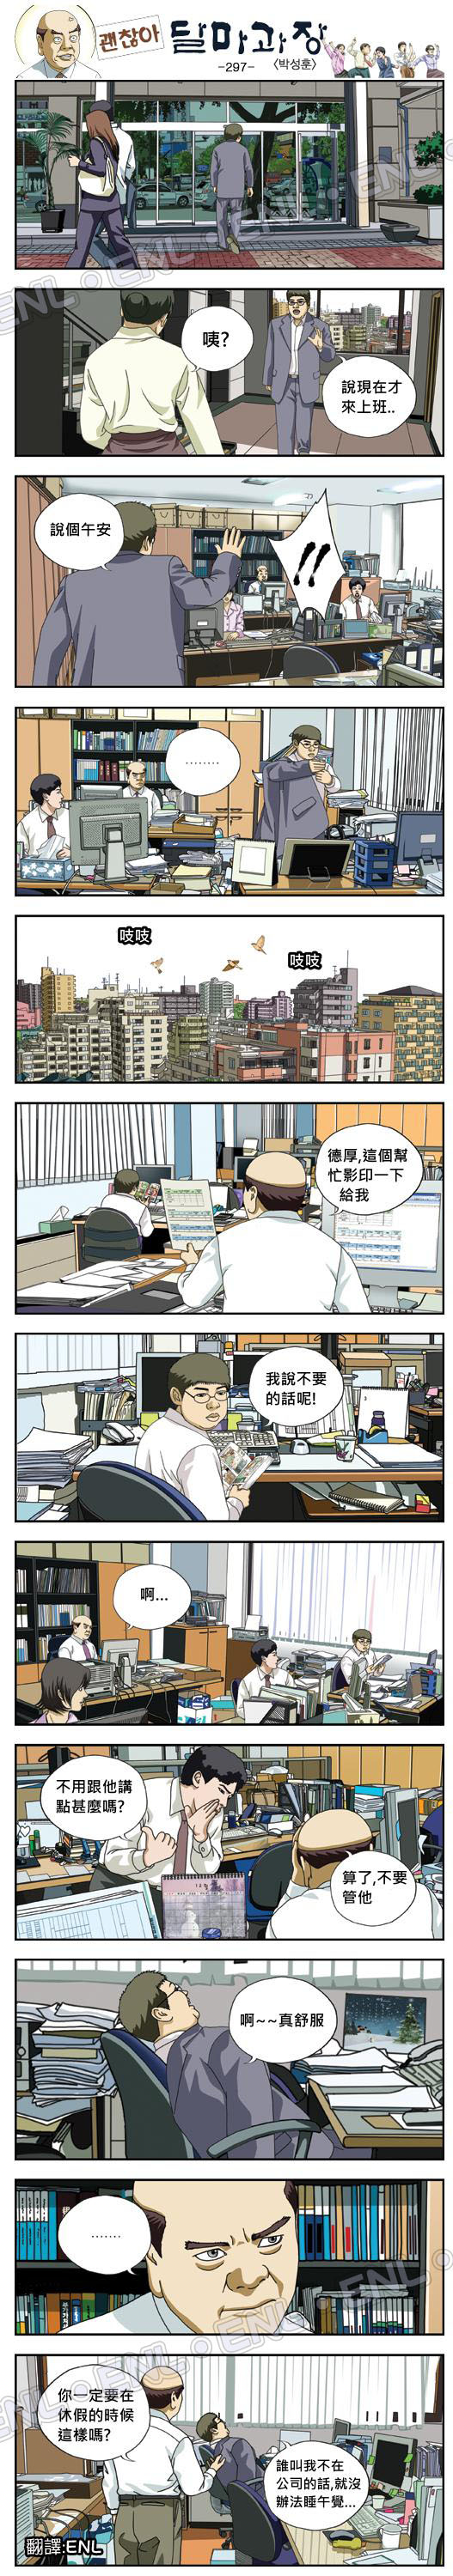 괜찮아
달마과장
-297-
〈박성훈〉
咦?
說現在才
來上班..
說個午安
!!
........
吱吱
吱吱
德厚,這個幫
忙影印一下
給我
我說不要
的話呢!
啊...
不用跟他講
點甚麼嗎?
算了,不要
管他
啊~~真舒服
.......
你一定要在
休假的時候
這樣嗎?
誰叫我不在
公司的話,就沒
辦法睡午覺...
翻譯:ENL